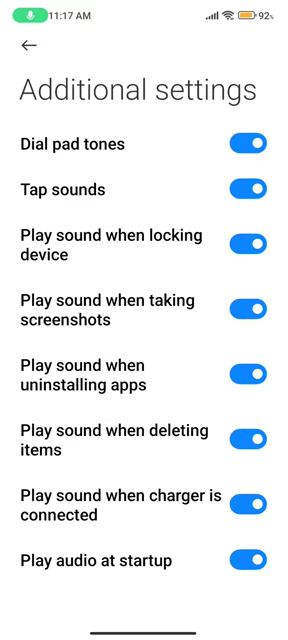 11:17 AM 92%
Additional settings
Dial pad tones
Tap sounds
Play sound when locking
device
Play sound when taking
screenshots
Play sound when
uninstalling apps
Play sound when deleting
items
Play sound when charger is
connected
Play audio at startup